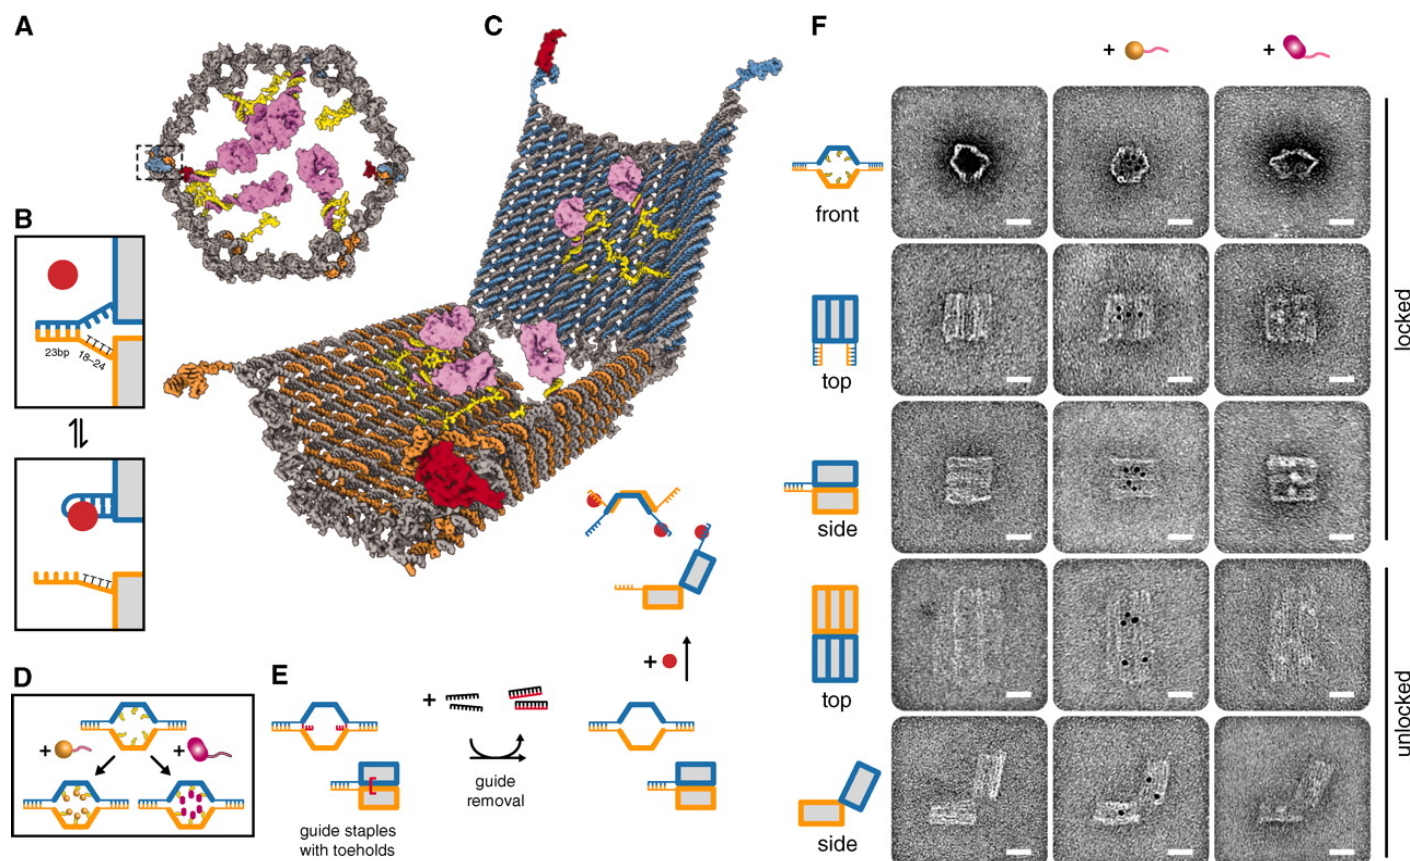 A
C
F
+
+
B
front
23bp
18–24
top
locked
side
+
D
E
+
+
+
top
unlocked
guide
removal
guide staples
with toeholds
side